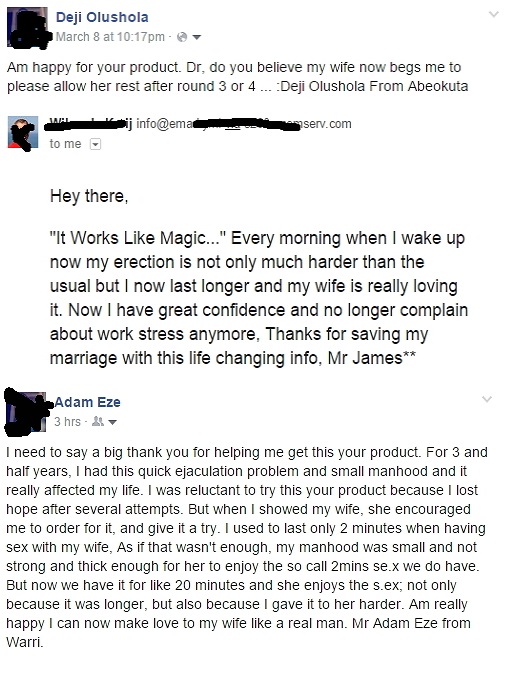 Deji Olushola
March 8 at 10:17pm ·
Am happy for your product. Dr, do you believe my wife now begs me to
please allow her rest after round 3 or 4 ... :Deji Olushola From Abeokuta
info@ema
mserv.com
to me
Hey there,
"It Works Like Magic..." Every morning when I wake up
now my erection is not only much harder than the
usual but I now last longer and my wife is really loving
it. Now I have great confidence and no longer complain
about work stress anymore, Thanks for saving my
marriage with this life changing info, Mr James**
Adam Eze
3 hrs ·
I need to say a big thank you for helping me get this your product. For 3 and
half years, I had this quick ejaculation problem and small manhood and it
really affected my life. I was reluctant to try this your product because I lost
hope after several attempts. But when I showed my wife, she encouraged
me to order for it, and give it a try. I used to last only 2 minutes when having
sex with my wife, As if that wasn't enough, my manhood was small and not
strong and thick enough for her to enjoy the so call 2mins se.x we do have.
But now we have it for like 20 minutes and she enjoys the s.ex; not only
because it was longer, but also because I gave it to her harder. Am really
happy I can now make love to my wife like a real man. Mr Adam Eze from
Warri.